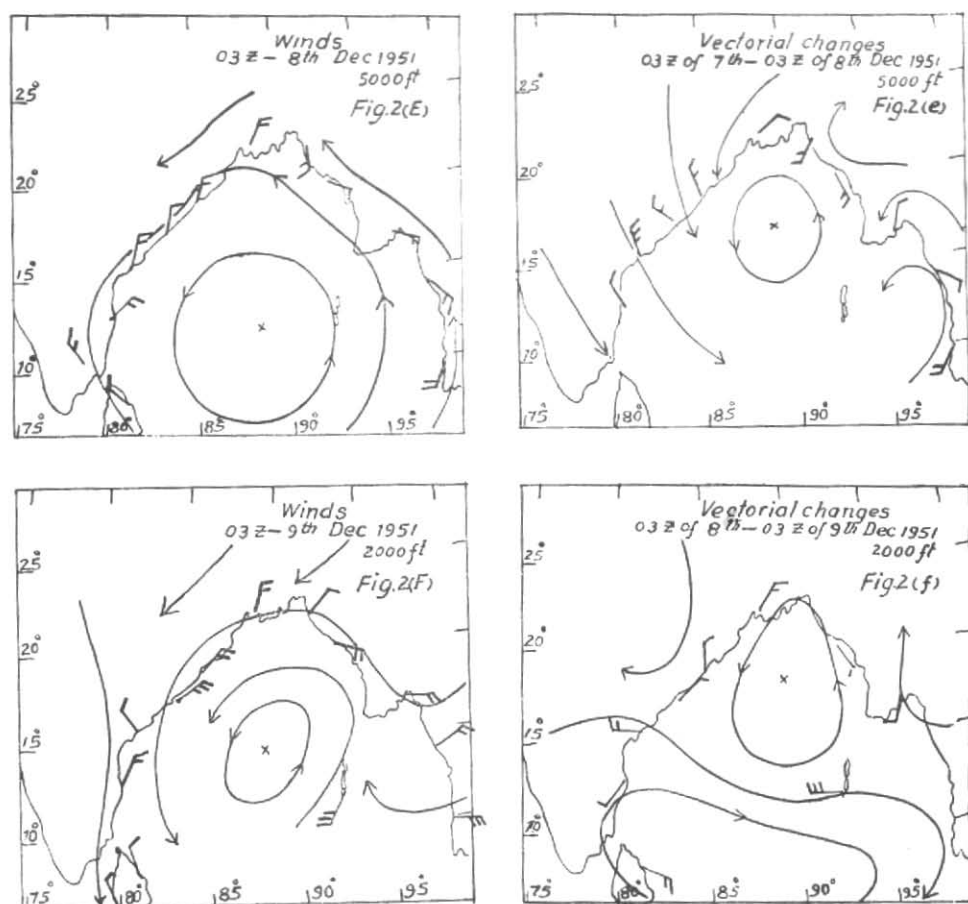 Winds
03Z - 8th Dec 1951
5000 ft
Fig. 2(E)
25°
20°
15°
10°
75°
80°
85°
90°
95°
Vectorial changes
03Z of 7th - 03Z of 8th Dec 1951
5000 ft
Fig. 2(e)
25°
20°
15°
10°
75°
80°
85°
90°
95°
Winds
03Z - 9th Dec 1951
2000 ft
Fig. 2(F)
25°
20°
15°
10°
75°
80°
85°
90°
95°
Vectorial changes
03Z of 8th - 03Z of 9th Dec 1951
2000 ft
Fig. 2(f)
25°
20°
15°
10°
75°
80°
85°
90°
95°